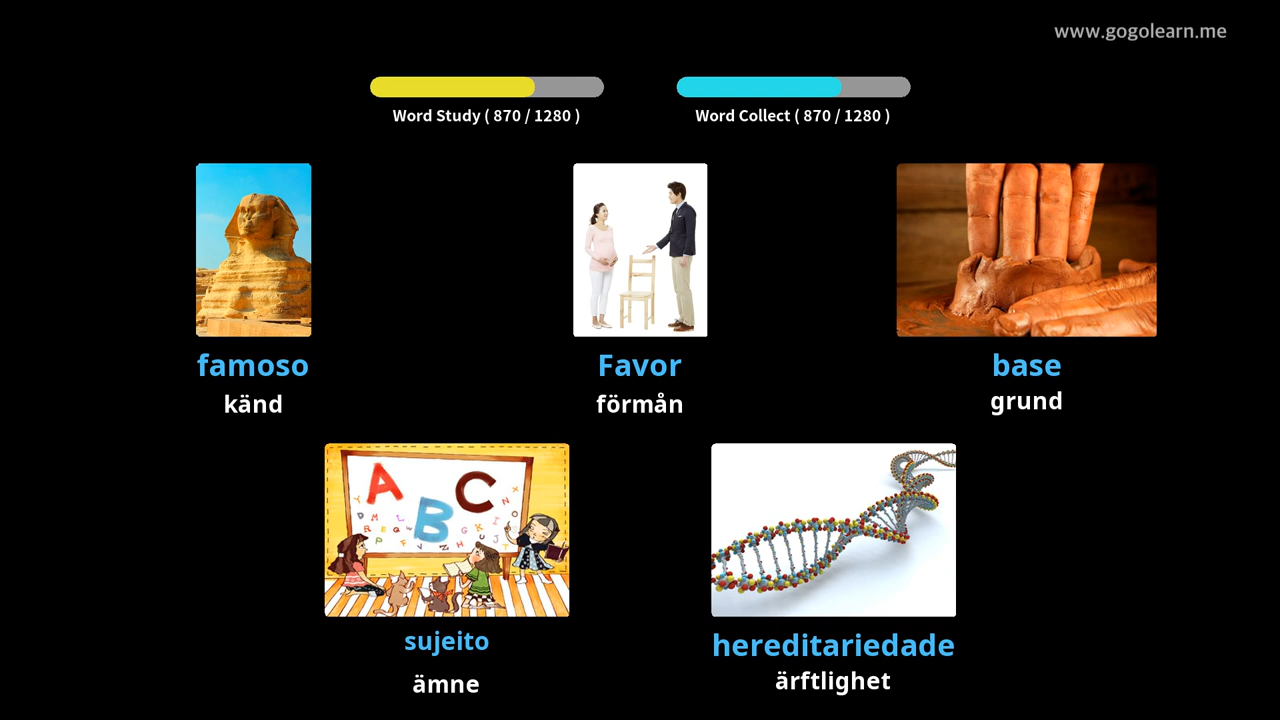 www.gogolearn.me
Word Study ( 870 / 1280 )
Word Collect ( 870 / 1280 )
famoso
känd
Favor
förmån
base
grund
A B C
sujeito
ämne
hereditariedade
ärftlighet